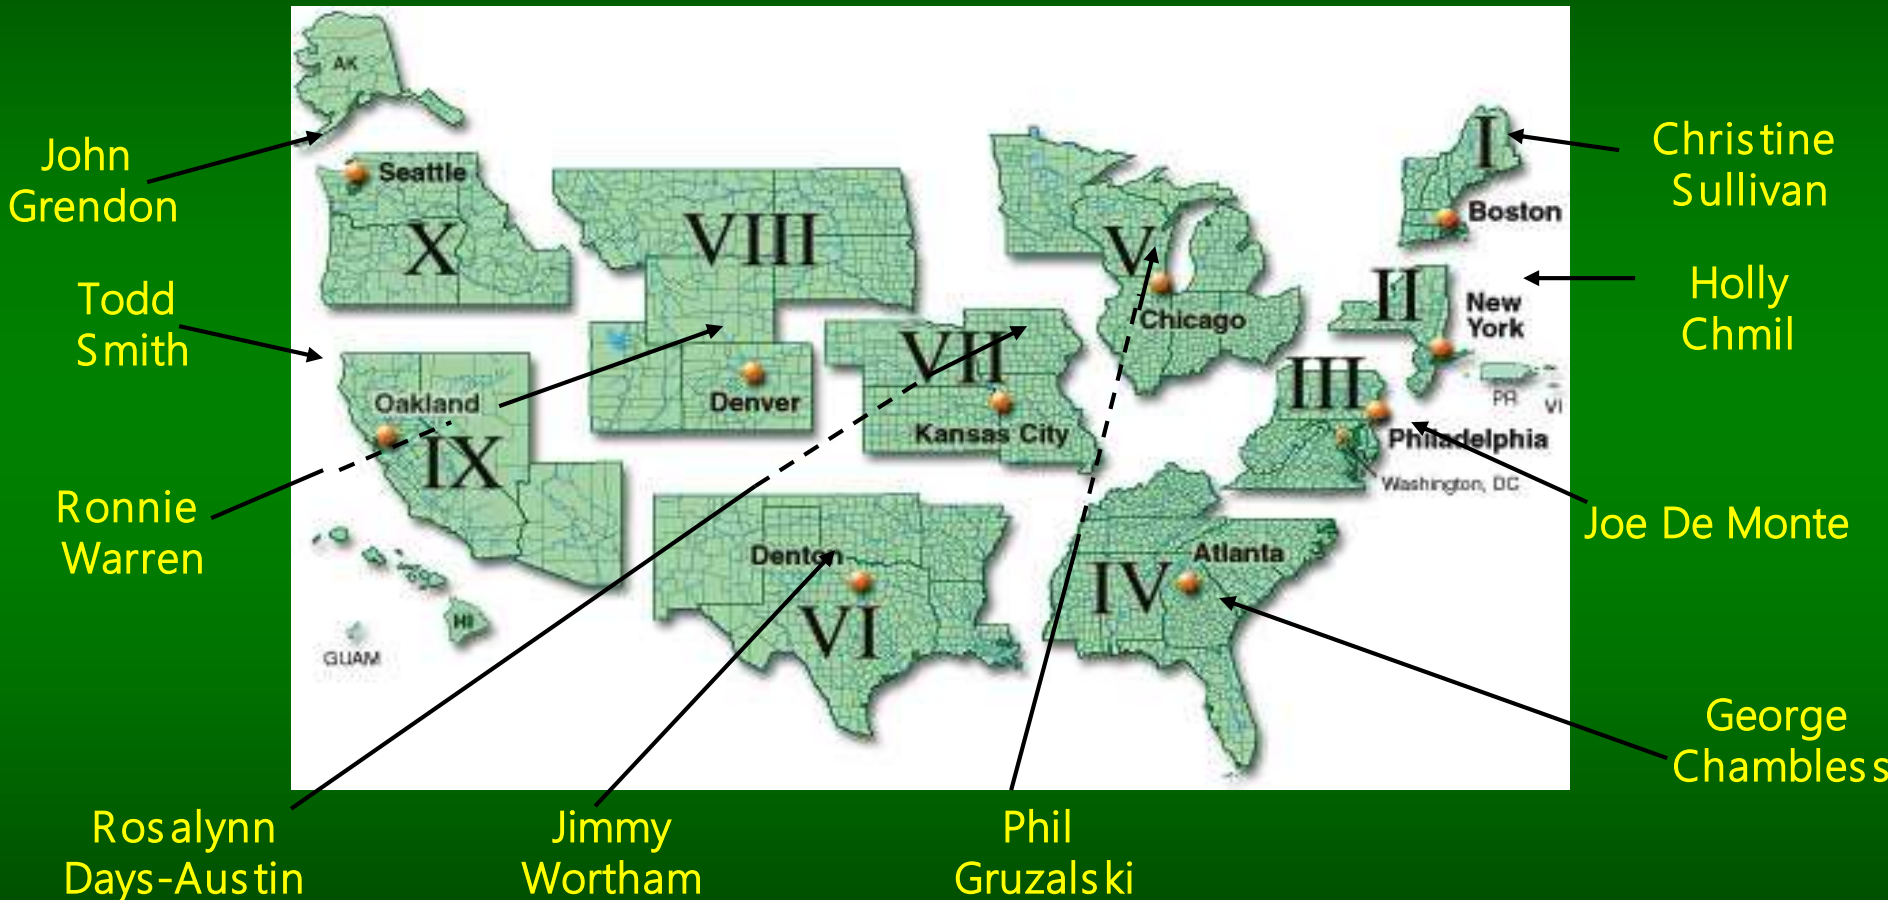 AK
John
Grendon
Seattle
X
VIII
V
Chicago
I
Boston
Christine
Sullivan
II
New
York
Holly
Chmil
PR
VI
Todd
Smith
Oakland
IX
Denver
VII
Kansas City
III
Philadelphia
Washington, DC
Joe De Monte
Ronnie
Warren
HI
GUAM
Denton
VI
Atlanta
IV
George
Chambless
Rosalynn
Days-Austin
Jimmy
Wortham
Phil
Gruzalski